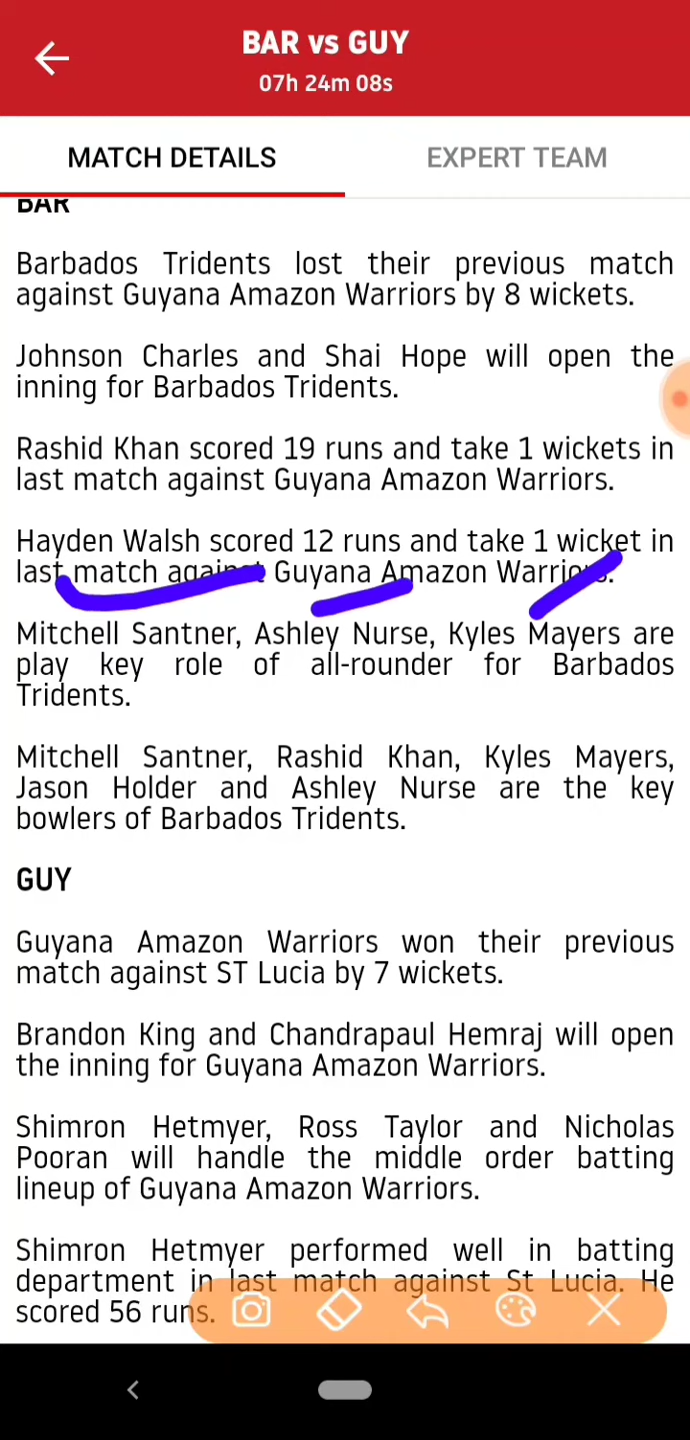 BAR vs GUY
07h 24m 08s
MATCH DETAILS
EXPERT TEAM
BAR
Barbados Tridents lost their previous match
against Guyana Amazon Warriors by 8 wickets.
Johnson Charles and Shai Hope will open the
inning for Barbados Tridents.
Rashid Khan scored 19 runs and take 1 wickets in
last match against Guyana Amazon Warriors.
Hayden Walsh scored 12 runs and take 1 wicket in
last match against Guyana Amazon Warriors.
Mitchell Santner, Ashley Nurse, Kyles Mayers are
play key role of all-rounder for Barbados
Tridents.
Mitchell Santner, Rashid Khan, Kyles Mayers,
Jason Holder and Ashley Nurse are the key
bowlers of Barbados Tridents.
GUY
Guyana Amazon Warriors won their previous
match against ST Lucia by 7 wickets.
Brandon King and Chandrapaul Hemraj will open
the inning for Guyana Amazon Warriors.
Shimron Hetmyer, Ross Taylor and Nicholas
Pooran will handle the middle order batting
lineup of Guyana Amazon Warriors.
Shimron Hetmyer performed well in batting
department in last match against St Lucia. He
scored 56 runs.